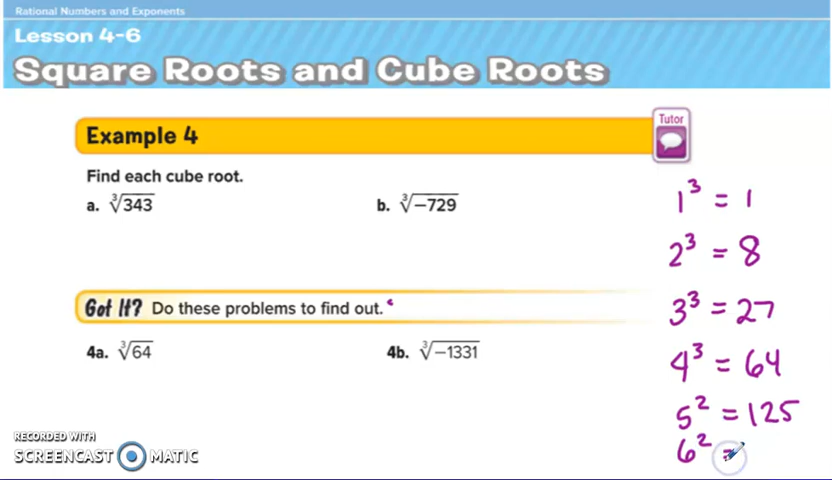 Rational Numbers and Exponents
Lesson 4-6
Square Roots and Cube Roots
Example 4
Tutor
Find each cube root.
a. ∛343
b. ∛−729
1³ = 1
2³ = 8
3³ = 27
4³ = 64
5² = 125
6² =
Got It? Do these problems to find out.
4a. ∛64
4b. ∛−1331
RECORDED WITH
SCREENCAST MATIC